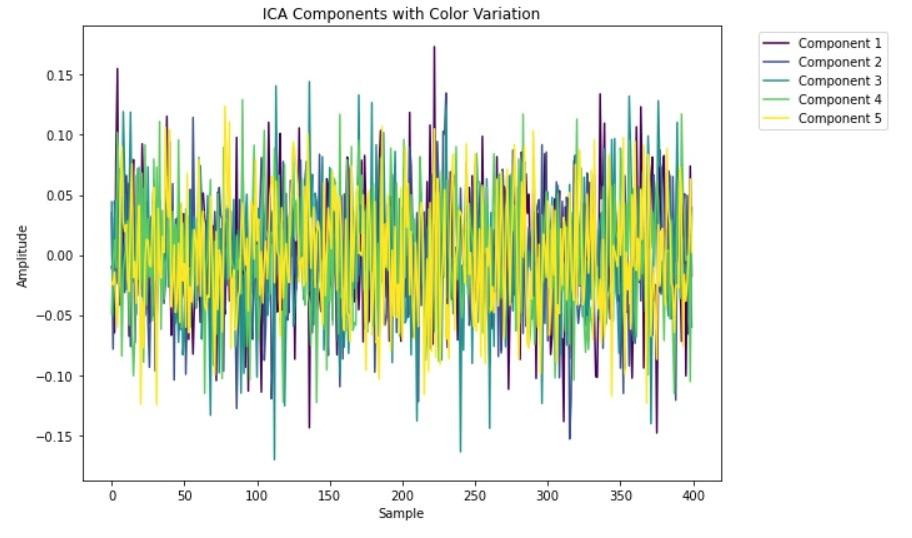 ICA Components with Color Variation
Component 1
Component 2
Component 3
Component 4
Component 5
Amplitude
0.15
0.10
0.05
0.00
−0.05
−0.10
−0.15
0 50 100 150 200 250 300 350 400
Sample